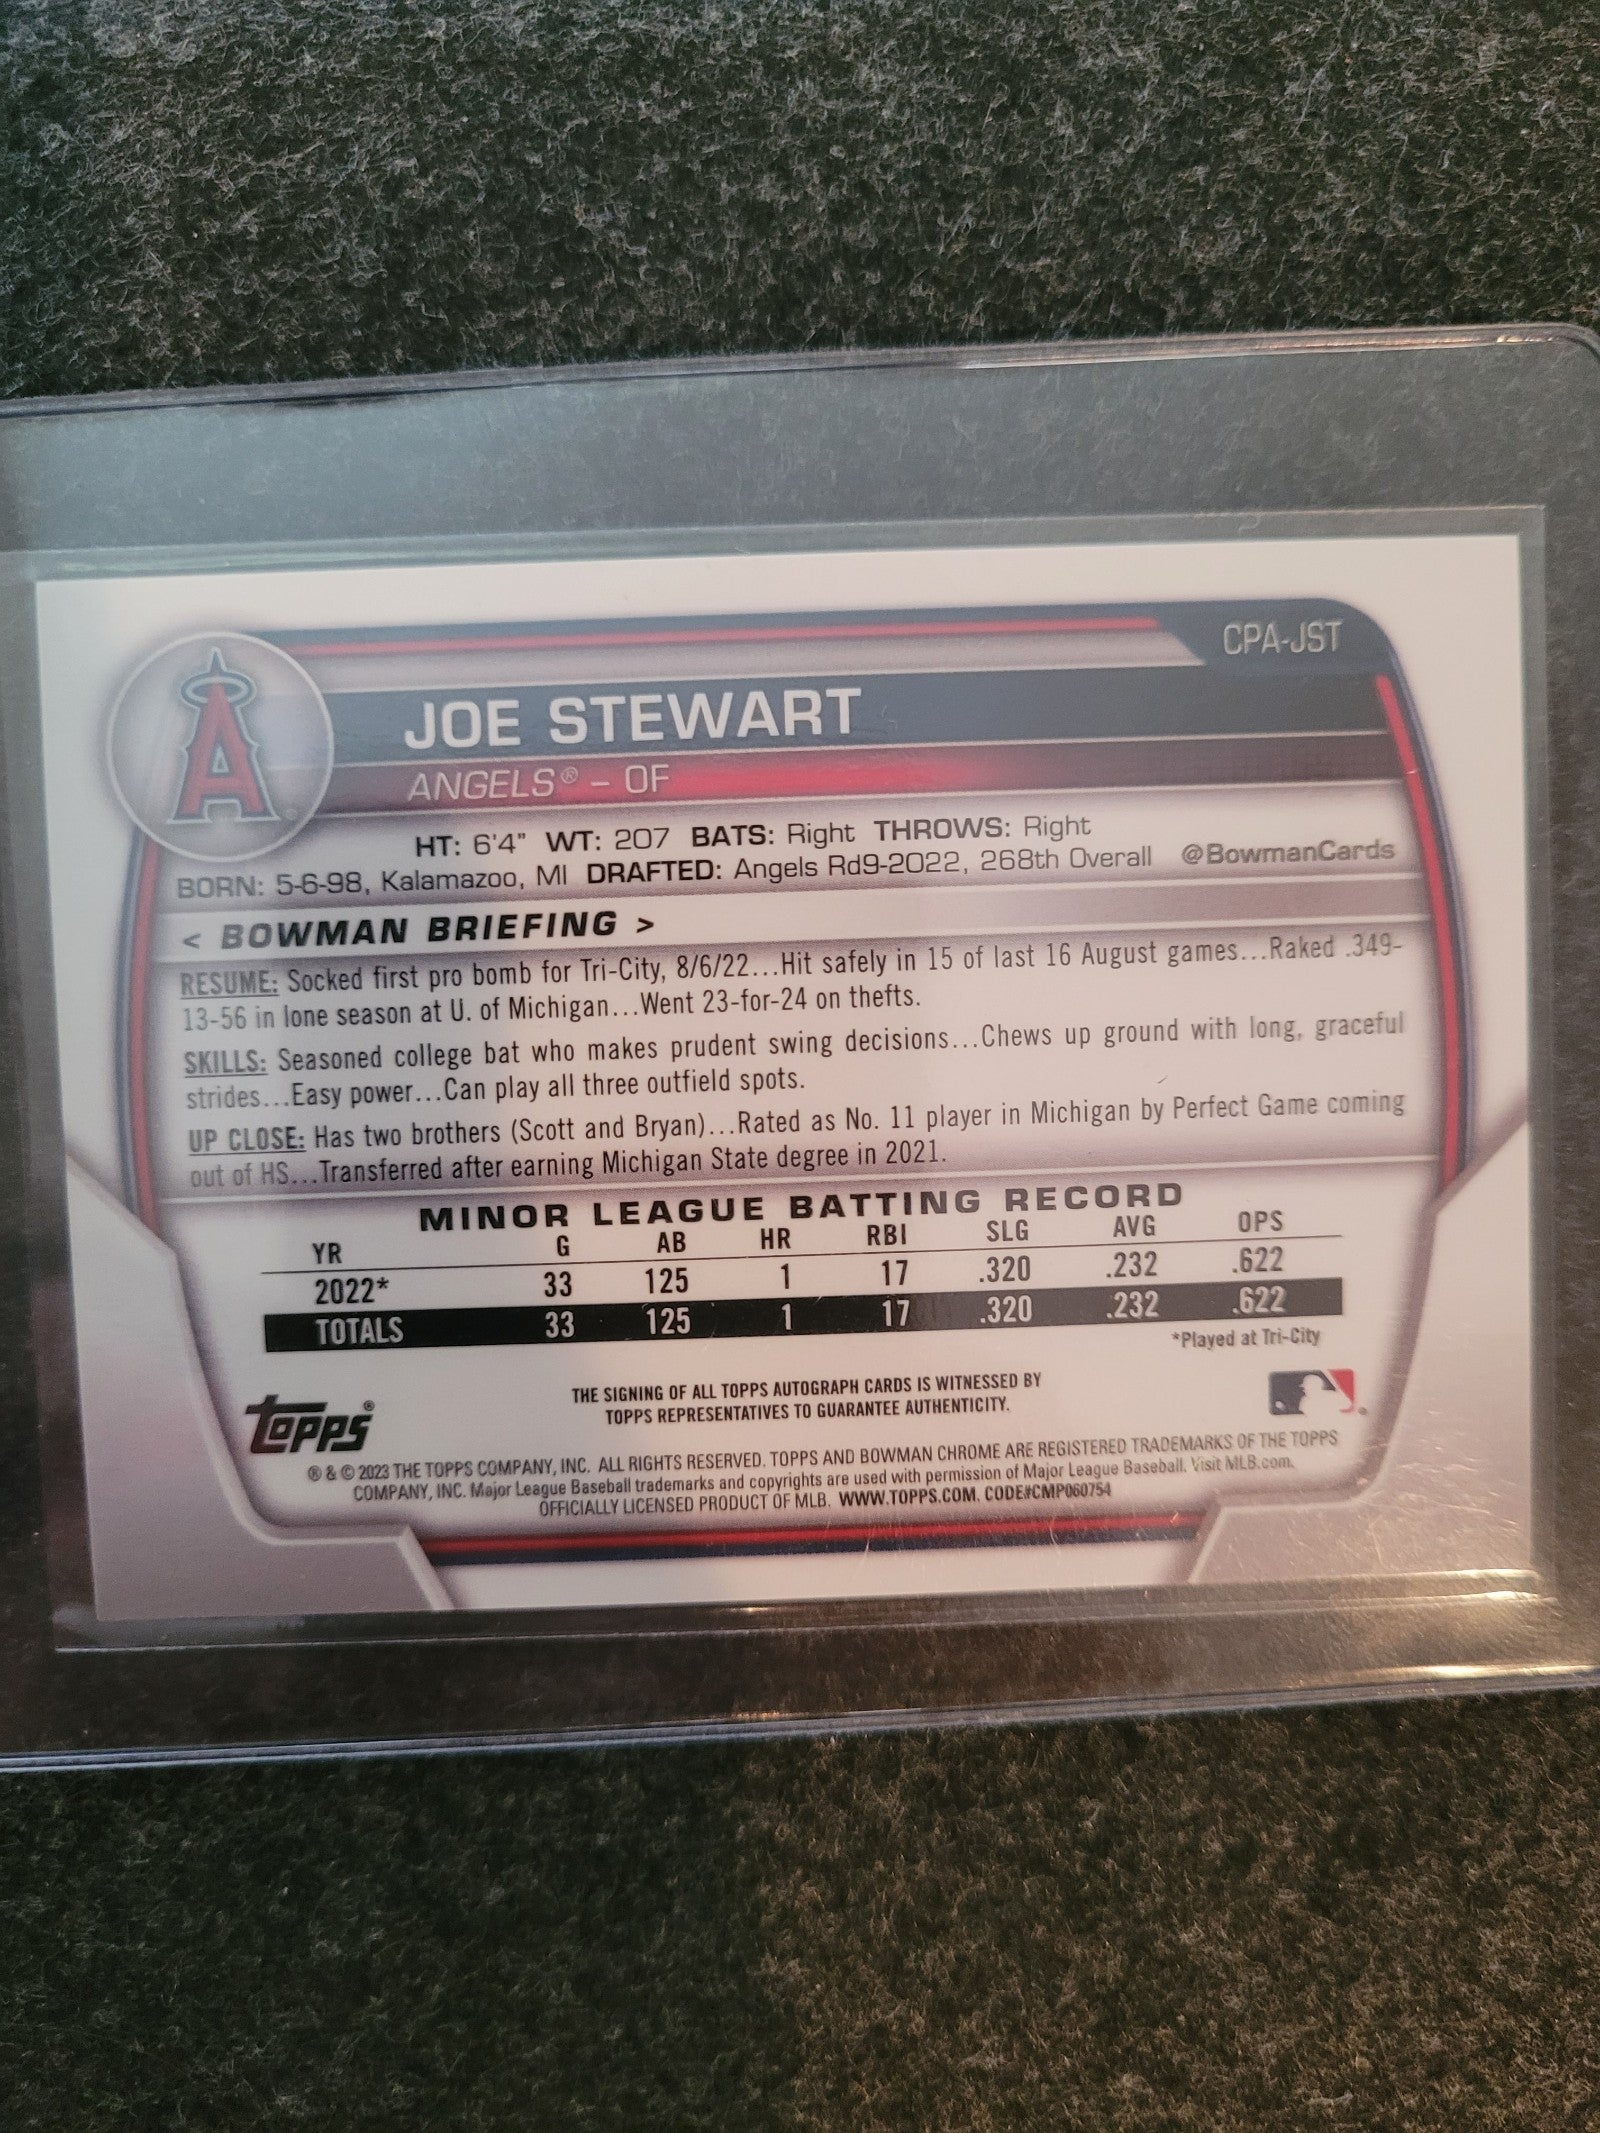 CPA-JST
A
JOE STEWART
ANGELS® – OF
HT: 6'4" WT: 207 BATS: Right THROWS: Right
BORN: 5-6-98, Kalamazoo, MI DRAFTED: Angels Rd9-2022, 268th Overall @BowmanCards
< BOWMAN BRIEFING >
RESUME: Socked first pro bomb for Tri-City, 8/6/22...Hit safely in 15 of last 16 August games...Raked .349-
13-56 in lone season at U. of Michigan...Went 23-for-24 on thefts.
SKILLS: Seasoned college bat who makes prudent swing decisions...Chews up ground with long, graceful
strides...Easy power...Can play all three outfield spots.
UP CLOSE: Has two brothers (Scott and Bryan)...Rated as No. 11 player in Michigan by Perfect Game coming
out of HS...Transferred after earning Michigan State degree in 2021.
MINOR LEAGUE BATTING RECORD
YR G AB HR RBI SLG AVG OPS
2022* 33 125 1 17 .320 .232 .622
TOTALS 33 125 1 17 .320 .232 .622
*Played at Tri-City
THE SIGNING OF ALL TOPPS AUTOGRAPH CARDS IS WITNESSED BY
TOPPS REPRESENTATIVES TO GUARANTEE AUTHENTICITY.
topps®
® & © 2023 THE TOPPS COMPANY, INC. ALL RIGHTS RESERVED. TOPPS AND BOWMAN CHROME ARE REGISTERED TRADEMARKS OF THE TOPPS
COMPANY, INC. Major League Baseball trademarks and copyrights are used with permission of Major League Baseball. Visit MLB.com.
OFFICIALLY LICENSED PRODUCT OF MLB. WWW.TOPPS.COM. CODE#CMP060754